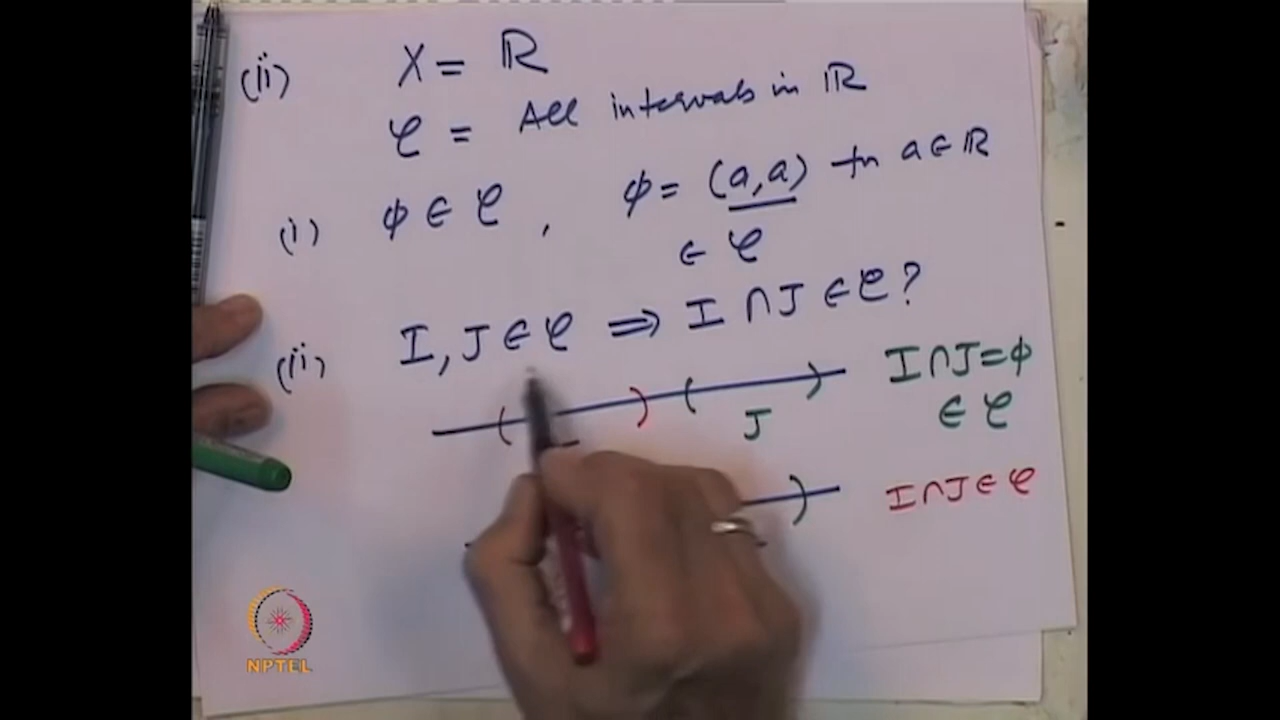 (ii) X = ℝ
𝒞 = All intervals in ℝ
(i) φ ∈ 𝒞, φ = (a,a) for a ∈ ℝ
∈ 𝒞
(ii) I, J ∈ 𝒞 ⇒ I ∩ J ∈ 𝒞?
( ) ( ) I ∩ J = φ
J ∈ 𝒞
) I ∩ J ∈ 𝒞
NPTEL